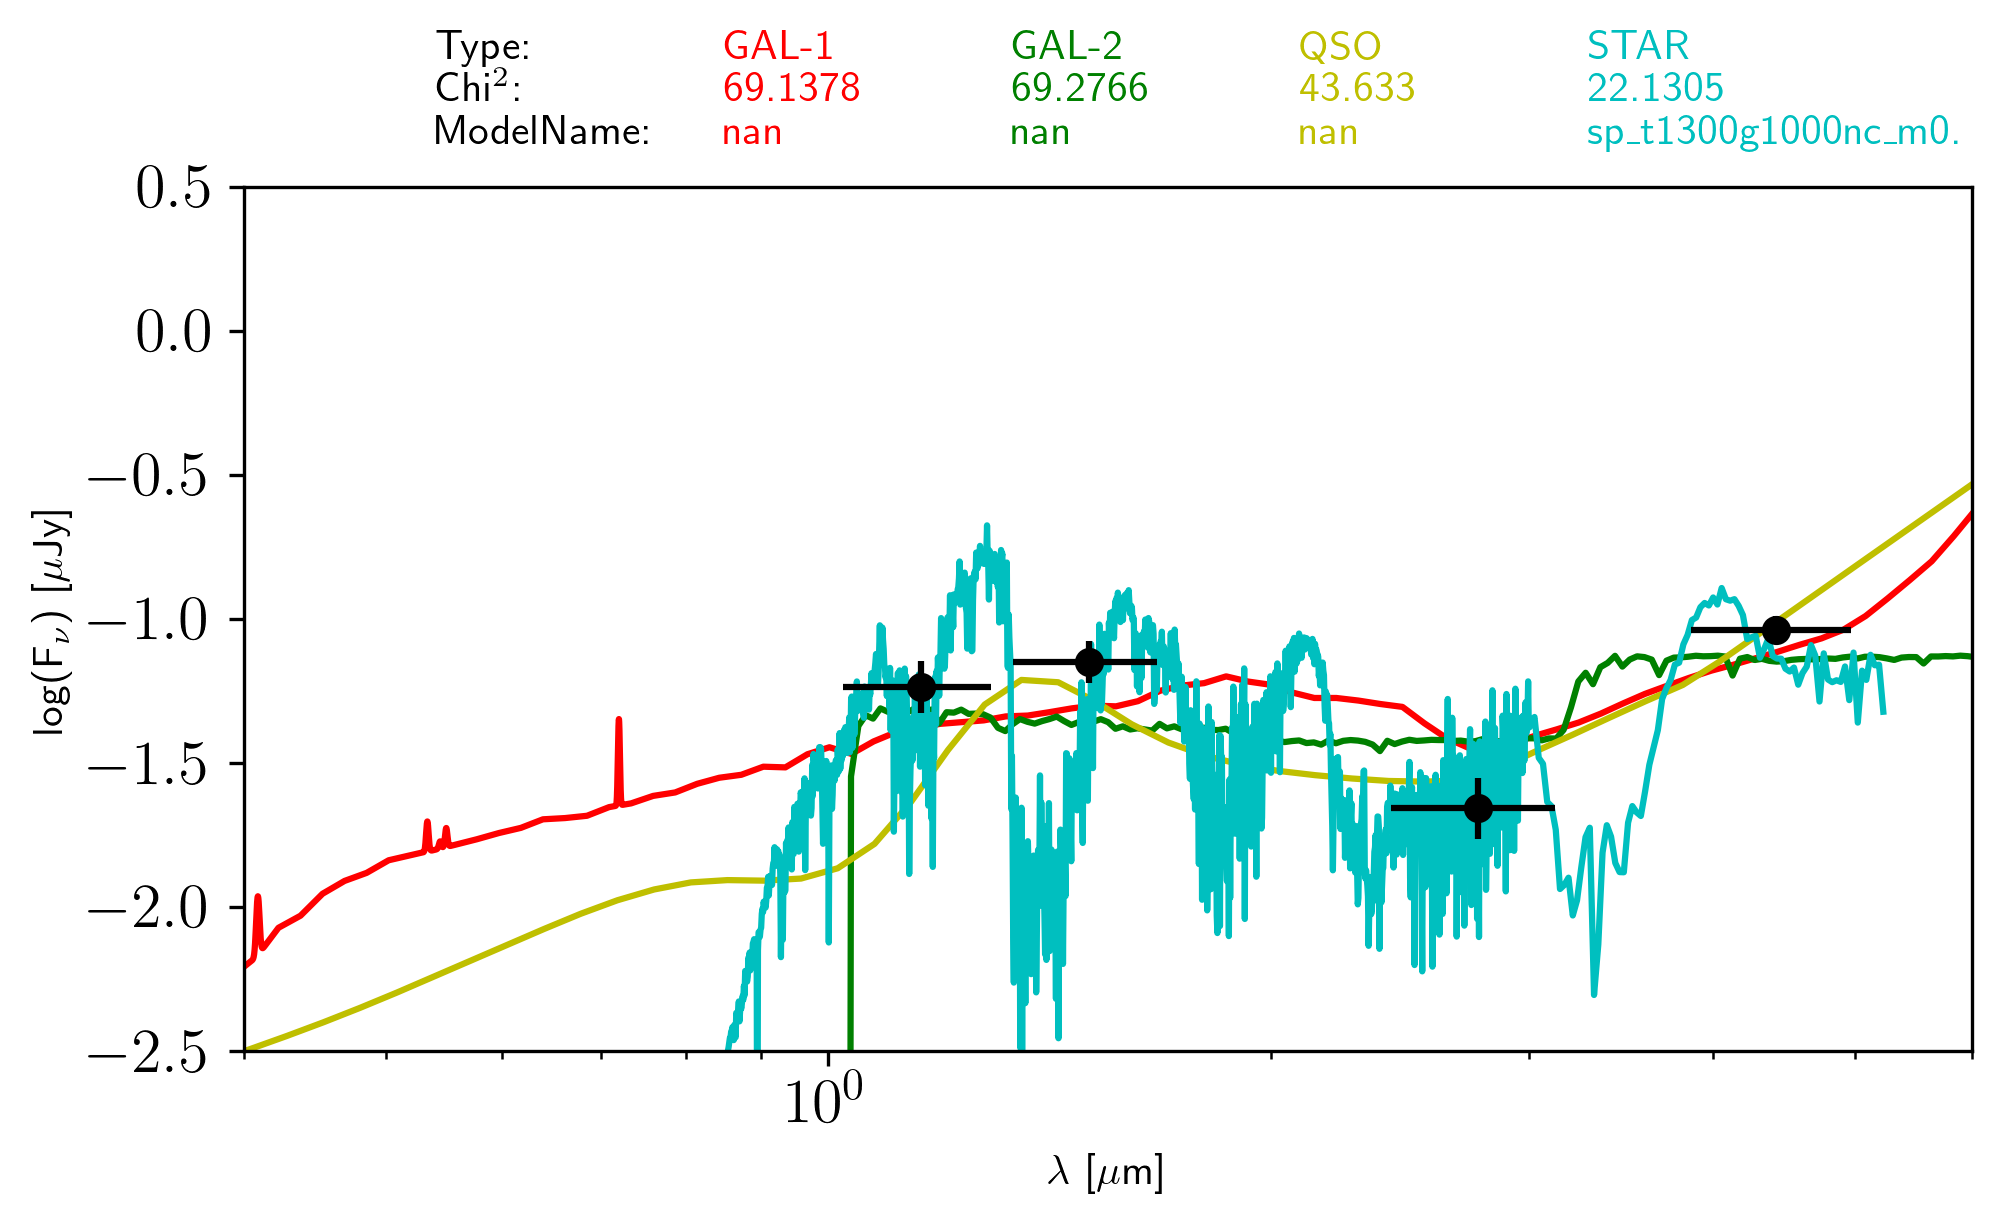 Type: GAL-1 GAL-2 QSO STAR
Chi²: 69.1378 69.2766 43.633 22.1305
ModelName: nan nan nan sp_t1300g1000nc_m0.
0.5
0.0
−0.5
−1.0
−1.5
−2.0
−2.5
log(Fν) [μJy]
10⁰
λ [μm]